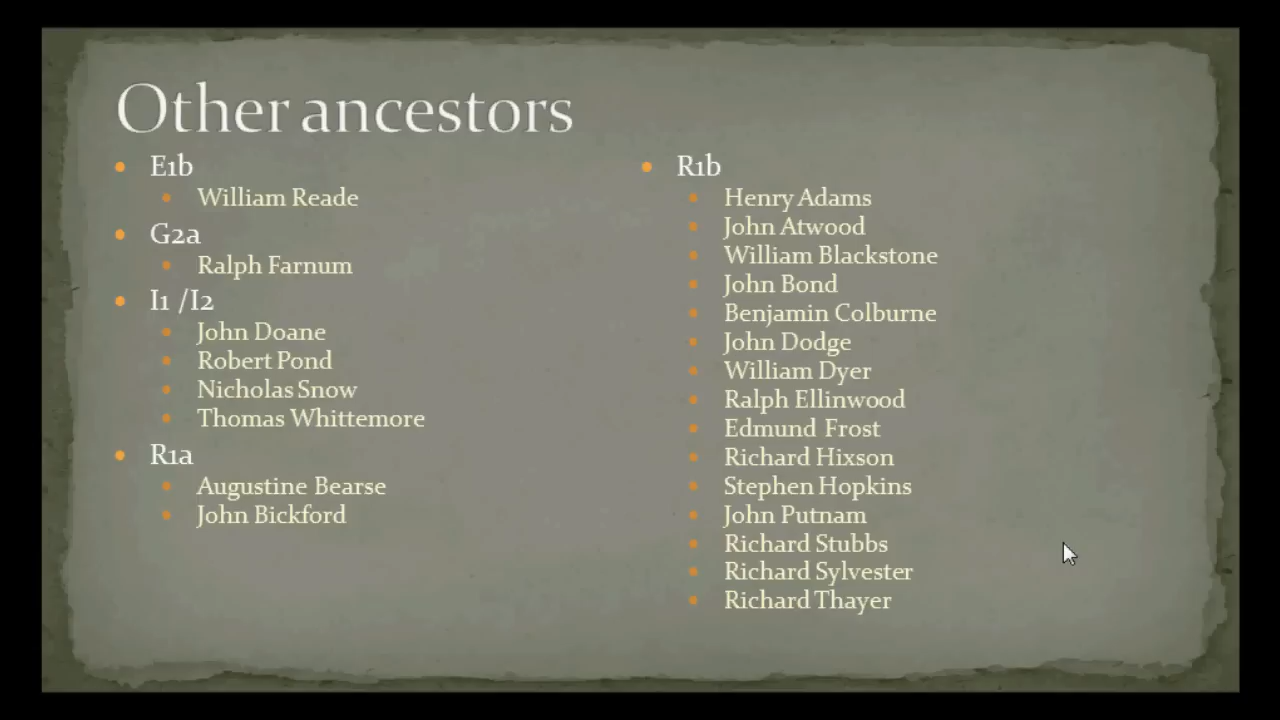 Other ancestors
E1b
William Reade
G2a
Ralph Farnum
I1 /I2
John Doane
Robert Pond
Nicholas Snow
Thomas Whittemore
R1a
Augustine Bearse
John Bickford
R1b
Henry Adams
John Atwood
William Blackstone
John Bond
Benjamin Colburne
John Dodge
William Dyer
Ralph Ellinwood
Edmund Frost
Richard Hixson
Stephen Hopkins
John Putnam
Richard Stubbs
Richard Sylvester
Richard Thayer